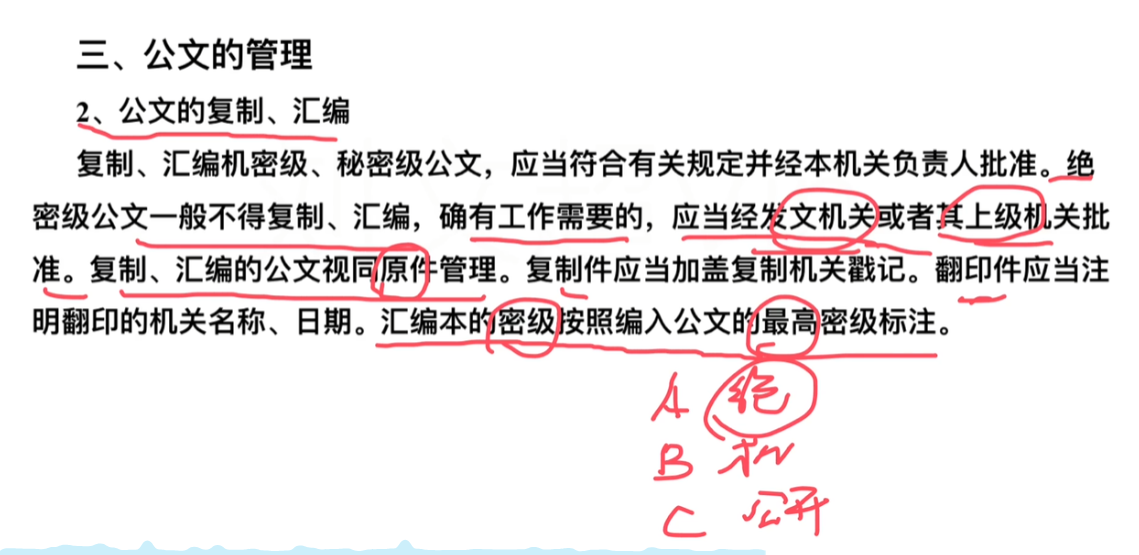 三、公文的管理
2、公文的复制、汇编
复制、汇编机密级、秘密级公文，应当符合有关规定并经本机关负责人批准。绝
密级公文一般不得复制、汇编，确有工作需要的，应当经发文机关或者其上级机关批
准。复制、汇编的公文视同原件管理。复制件应当加盖复制机关戳记。翻印件应当注
明翻印的机关名称、日期。汇编本的密级按照编入公文的最高密级标注。
A 绝
B 机
C 公开